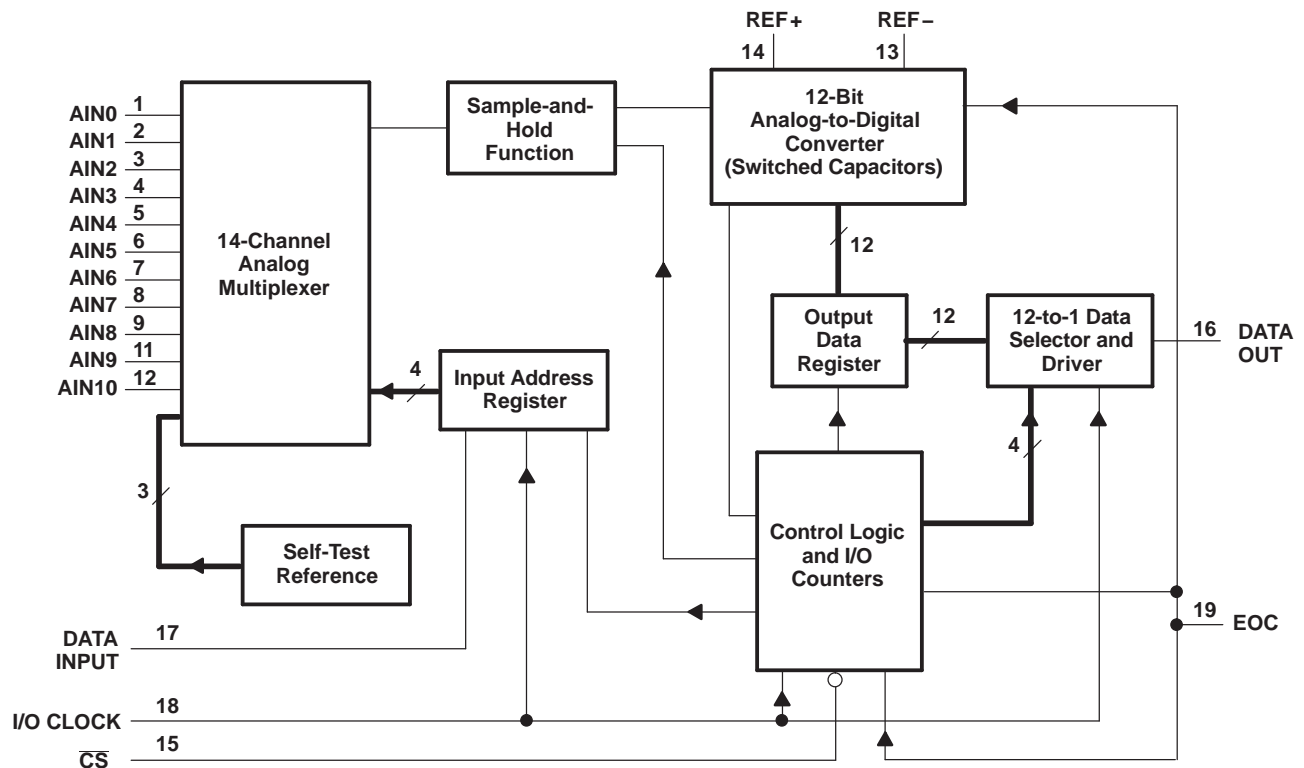 REF+
REF−
14
13
1
AIN0
2
AIN1
3
AIN2
4
AIN3
5
AIN4
6
AIN5
7
AIN6
8
AIN7
9
AIN8
11
AIN9
12
AIN10
14-Channel
Analog
Multiplexer
Sample-and-
Hold
Function
12-Bit
Analog-to-Digital
Converter
(Switched Capacitors)
12
4
Input Address
Register
Output
Data
Register
12
12-to-1 Data
Selector and
Driver
16
DATA
OUT
3
Self-Test
Reference
4
Control Logic
and I/O
Counters
19
EOC
17
DATA
INPUT
18
I/O CLOCK
15
C̅S̅